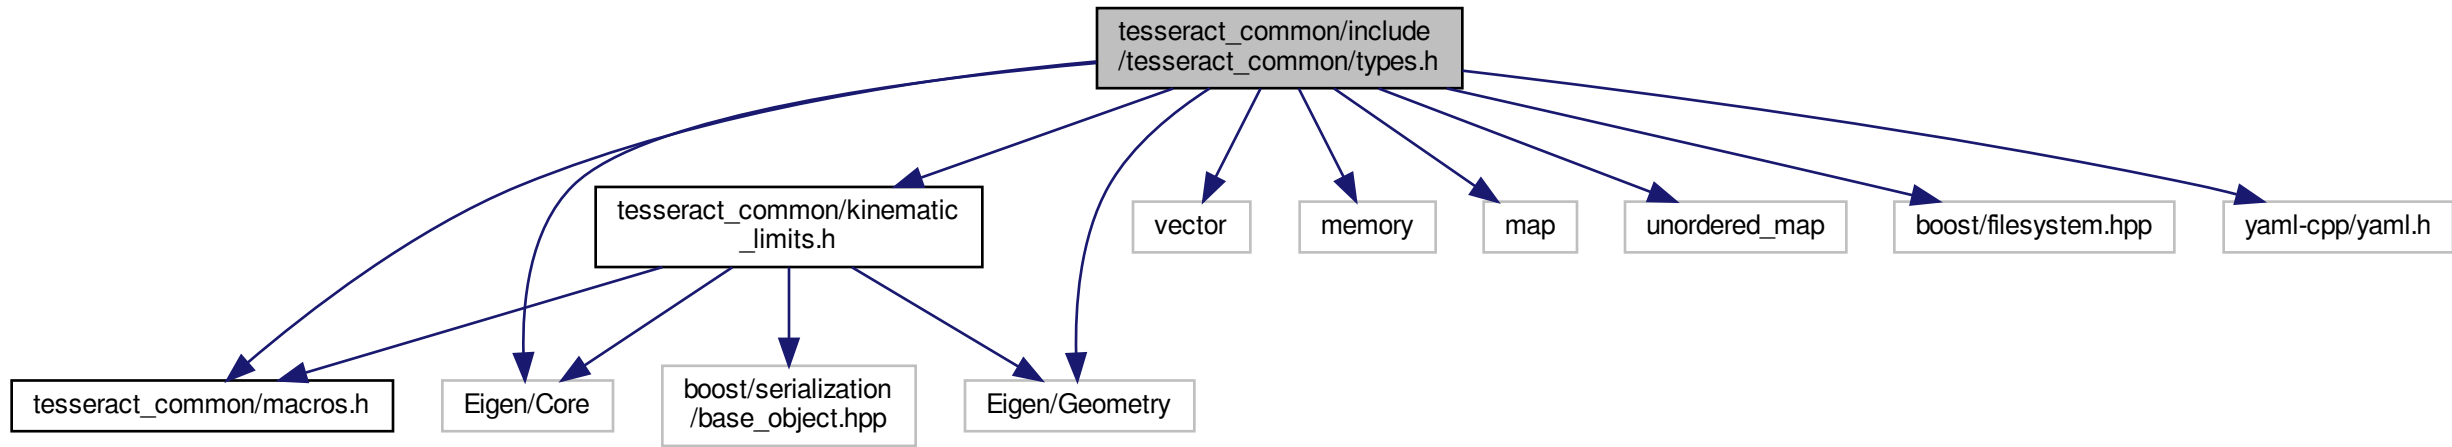 tesseract_common/include
/tesseract_common/types.h
tesseract_common/kinematic
_limits.h
vector
memory
map
unordered_map
boost/filesystem.hpp
yaml-cpp/yaml.h
tesseract_common/macros.h
Eigen/Core
boost/serialization
/base_object.hpp
Eigen/Geometry